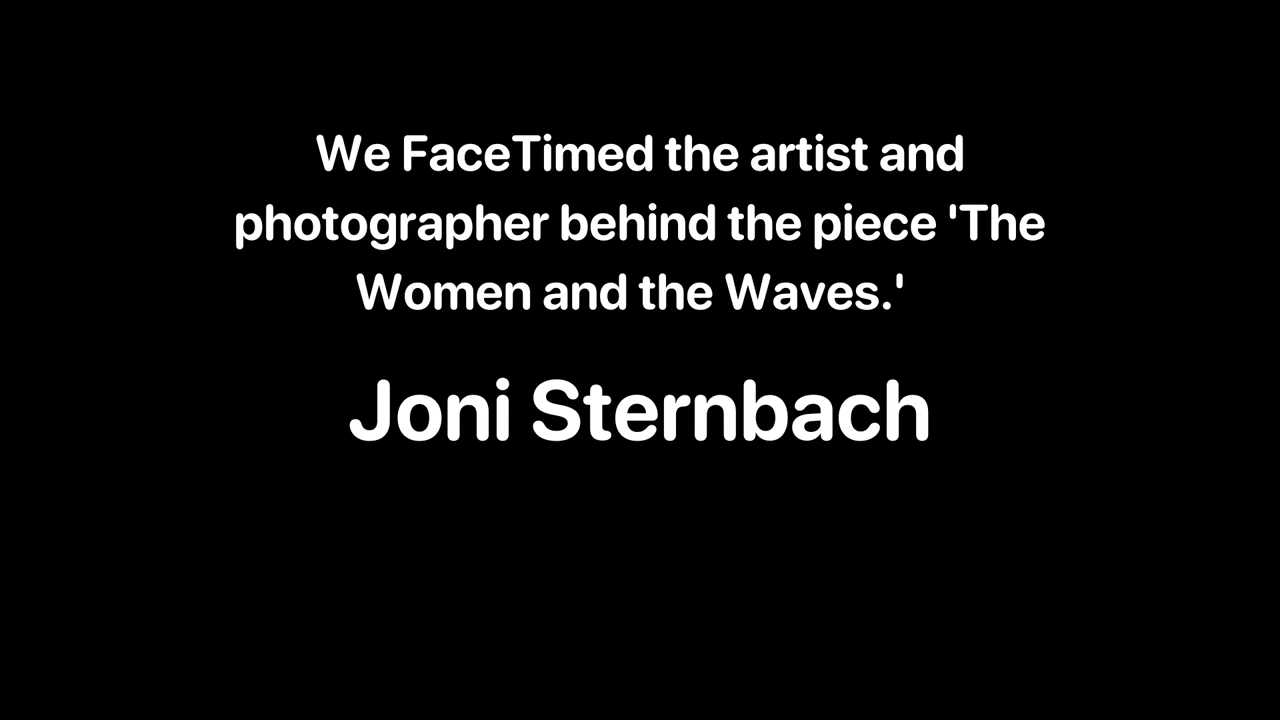 We FaceTimed the artist and
photographer behind the piece 'The
Women and the Waves.'
Joni Sternbach